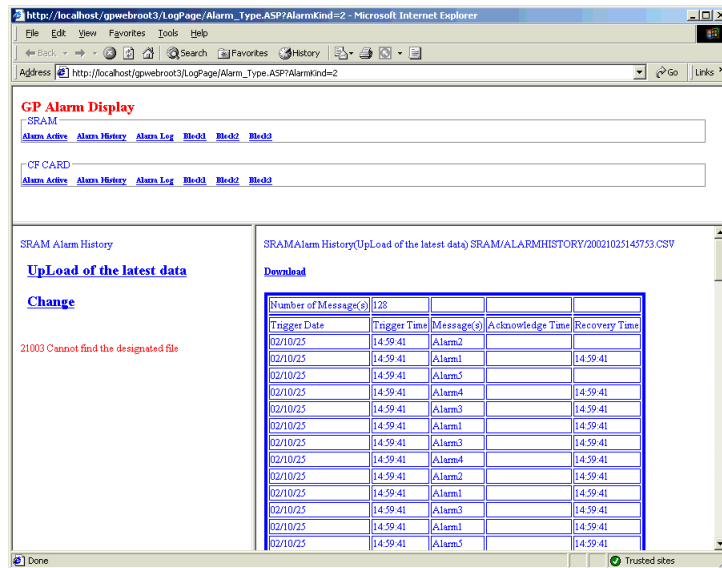 http://localhost/gpwebroot3/LogPage/Alarm_Type.ASP?AlarmKind=2 - Microsoft Internet Explorer
File Edit View Favorites Tools Help
Back Search Favorites History
Address http://localhost/gpwebroot3/LogPage/Alarm_Type.ASP?AlarmKind=2 Go Links »
GP Alarm Display
SRAM
Alarm Active Alarm History Alarm Log Block1 Block2 Block3
CF CARD
Alarm Active Alarm History Alarm Log Block1 Block2 Block3
SRAM Alarm History
UpLoad of the latest data
Change
21003 Cannot find the designated file
SRAMAlarm History(UpLoad of the latest data) SRAM/ALARMHISTORY/20021025145753.CSV
Download
Number of Message(s) 128
Trigger Date Trigger Time Message(s) Acknowledge Time Recovery Time
02/10/25 14:59:41 Alarm2
02/10/25 14:59:41 Alarm1 14:59:41
02/10/25 14:59:41 Alarm5
02/10/25 14:59:41 Alarm4 14:59:41
02/10/25 14:59:41 Alarm3 14:59:41
02/10/25 14:59:41 Alarm1 14:59:41
02/10/25 14:59:41 Alarm3 14:59:41
02/10/25 14:59:41 Alarm4 14:59:41
02/10/25 14:59:41 Alarm2 14:59:41
02/10/25 14:59:41 Alarm1 14:59:41
02/10/25 14:59:41 Alarm3 14:59:41
02/10/25 14:59:41 Alarm1 14:59:41
02/10/25 14:59:41 Alarm5 14:59:41
Done Trusted sites